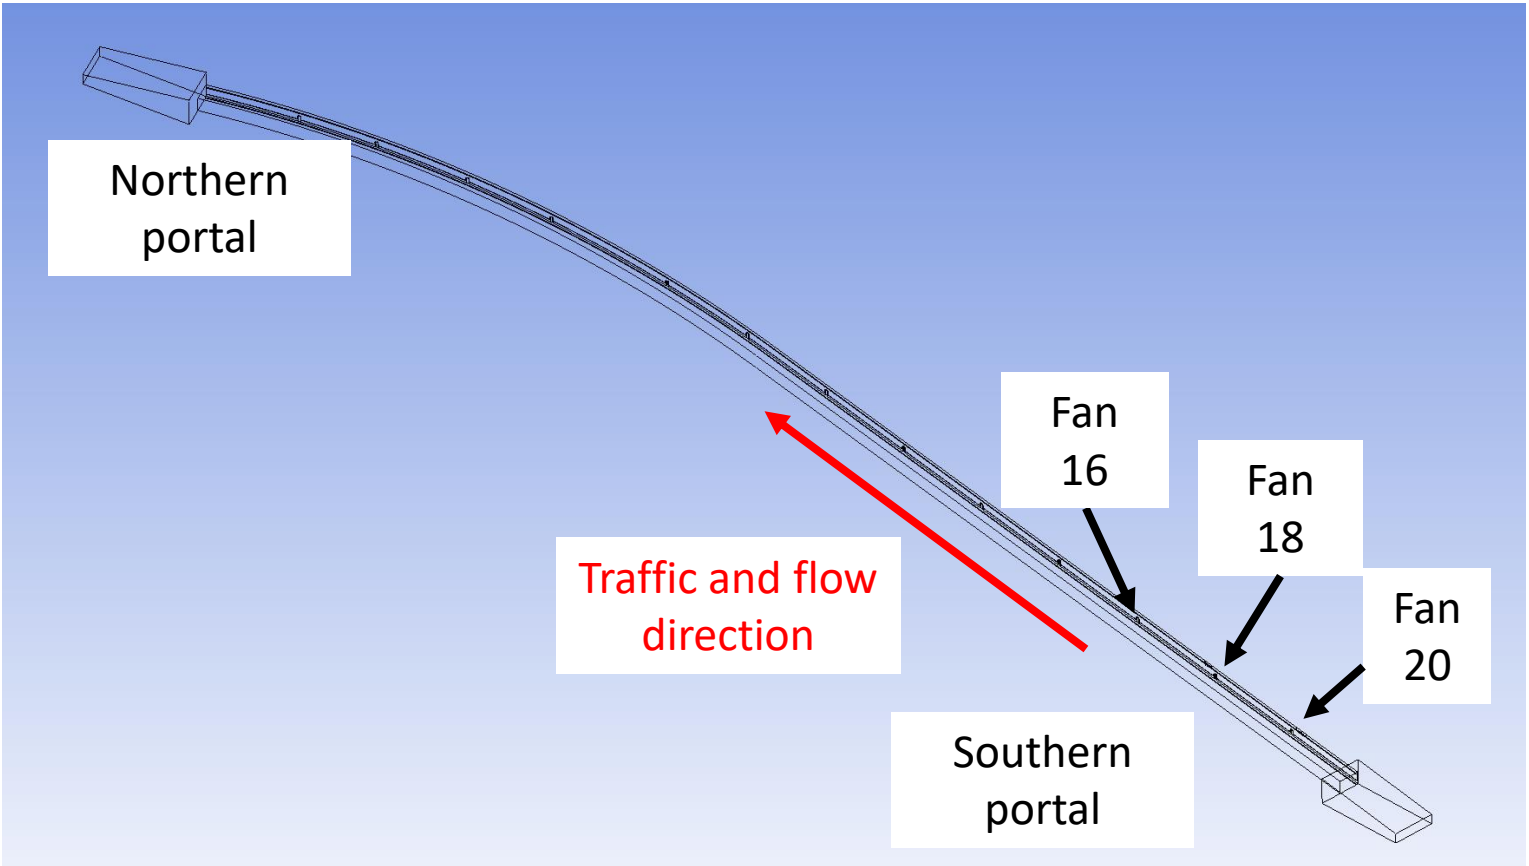 Northern
portal
Fan
16
Fan
18
Fan
20
Traffic and flow
direction
Southern
portal